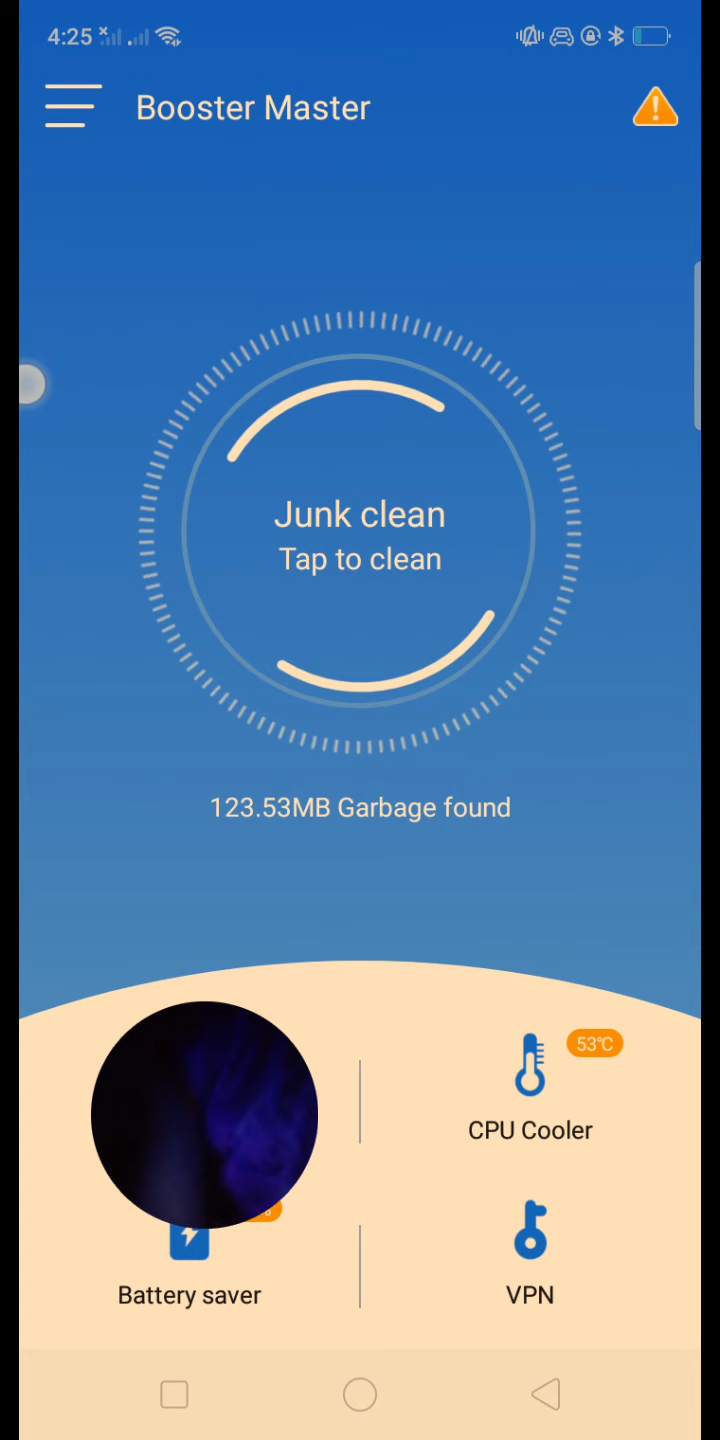 4:25
Booster Master
Junk clean
Tap to clean
123.53MB Garbage found
53°C
CPU Cooler
Battery saver
VPN